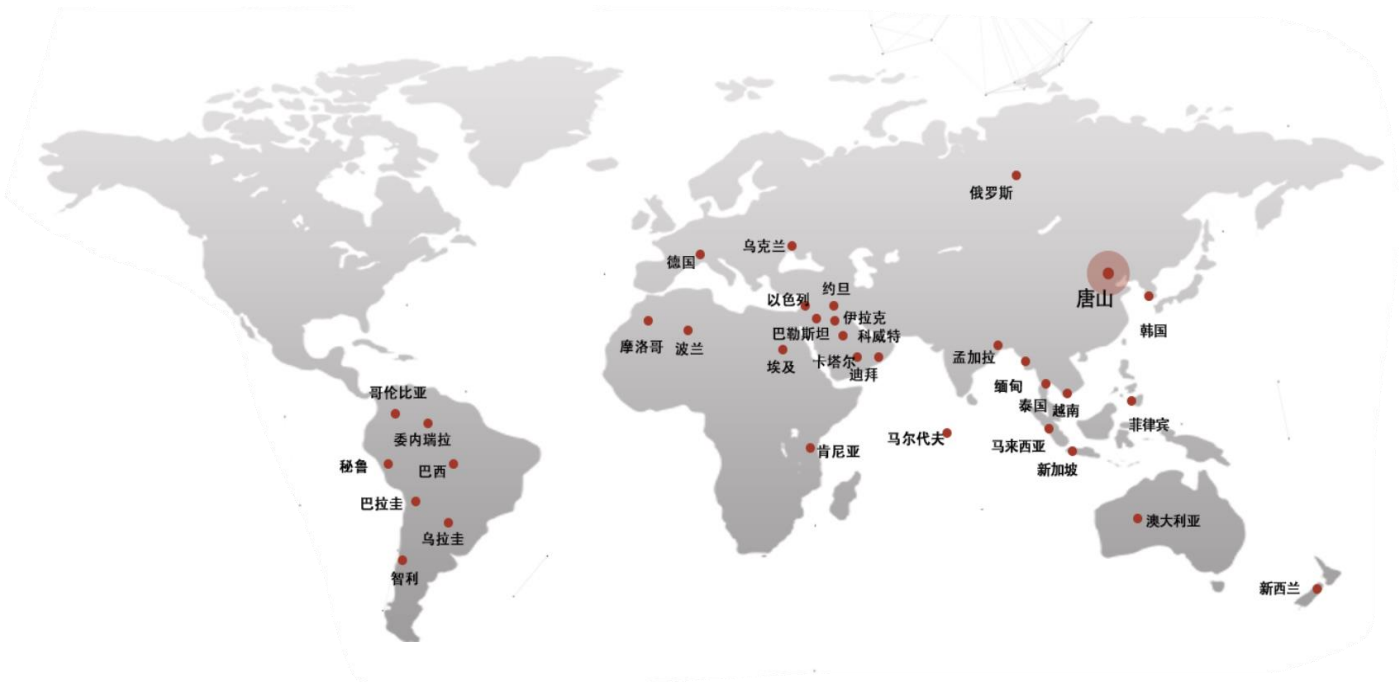 俄罗斯
乌克兰
德国
唐山
约旦
以色列
伊拉克
韩国
巴勒斯坦
科威特
摩洛哥
波兰
孟加拉
卡塔尔
埃及
迪拜
缅甸
哥伦比亚
泰国
越南
菲律宾
委内瑞拉
马尔代夫
马来西亚
肯尼亚
秘鲁
巴西
新加坡
巴拉圭
澳大利亚
乌拉圭
智利
新西兰